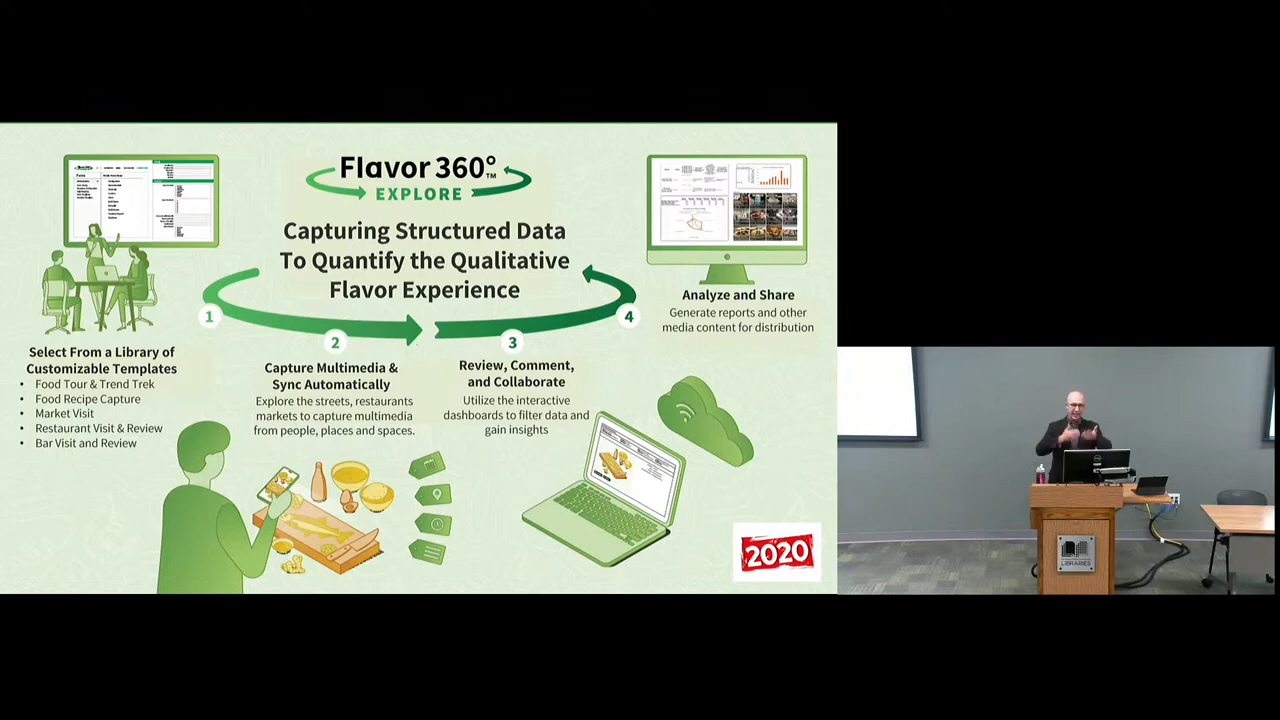 Flavor 360°™
EXPLORE
Capturing Structured Data
To Quantify the Qualitative
Flavor Experience
1
2
3
4
Select From a Library of
Customizable Templates
• Food Tour & Trend Trek
• Food Recipe Capture
• Market Visit
• Restaurant Visit & Review
• Bar Visit and Review
Capture Multimedia &
Sync Automatically
Explore the streets, restaurants
markets to capture multimedia
from people, places and spaces.
Review, Comment,
and Collaborate
Utilize the interactive
dashboards to filter data and
gain insights
Analyze and Share
Generate reports and other
media content for distribution
2020
LIBRARIES